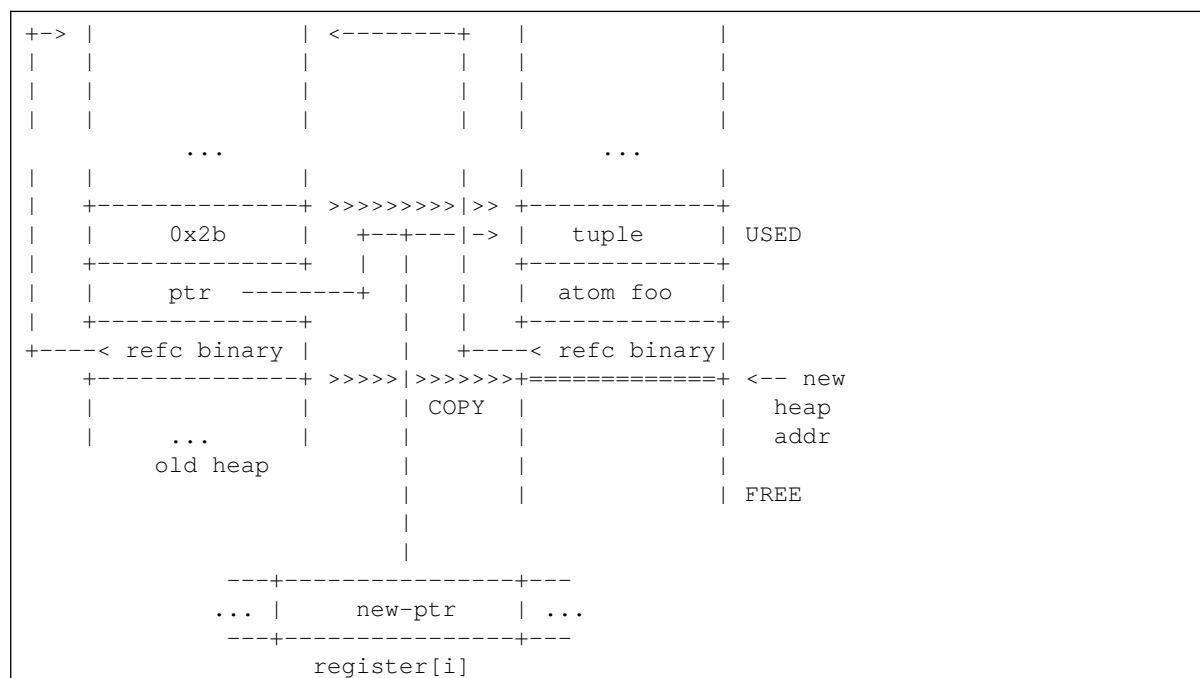 +-> |              | <--------+   |             |
|   |              |          |   |             |
|   |              |          |   |             |
|   |              |          |   |             |
          ...                           ...
|   |              |          |   |             |
|   +--------------+ >>>>>>>>>|>> +-------------+
|   |     0x2b     |   +--+---|-> |   tuple     | USED
|   +--------------+   |  |   |   +-------------+
|   |     ptr  --------+  |   |   |  atom foo   |
|   +--------------+      |   |   +-------------+
+----< refc binary |      |   +----< refc binary|
    +--------------+ >>>>>|>>>>>>>+=============+ <-- new
    |              |      | COPY  |             |   heap
    |     ...      |      |       |             |   addr
        old heap          |       |             |
                          |       |             | FREE
                          |
                          |
             ---+----------------+---
            ... |    new-ptr     | ...
             ---+----------------+---
                   register[i]